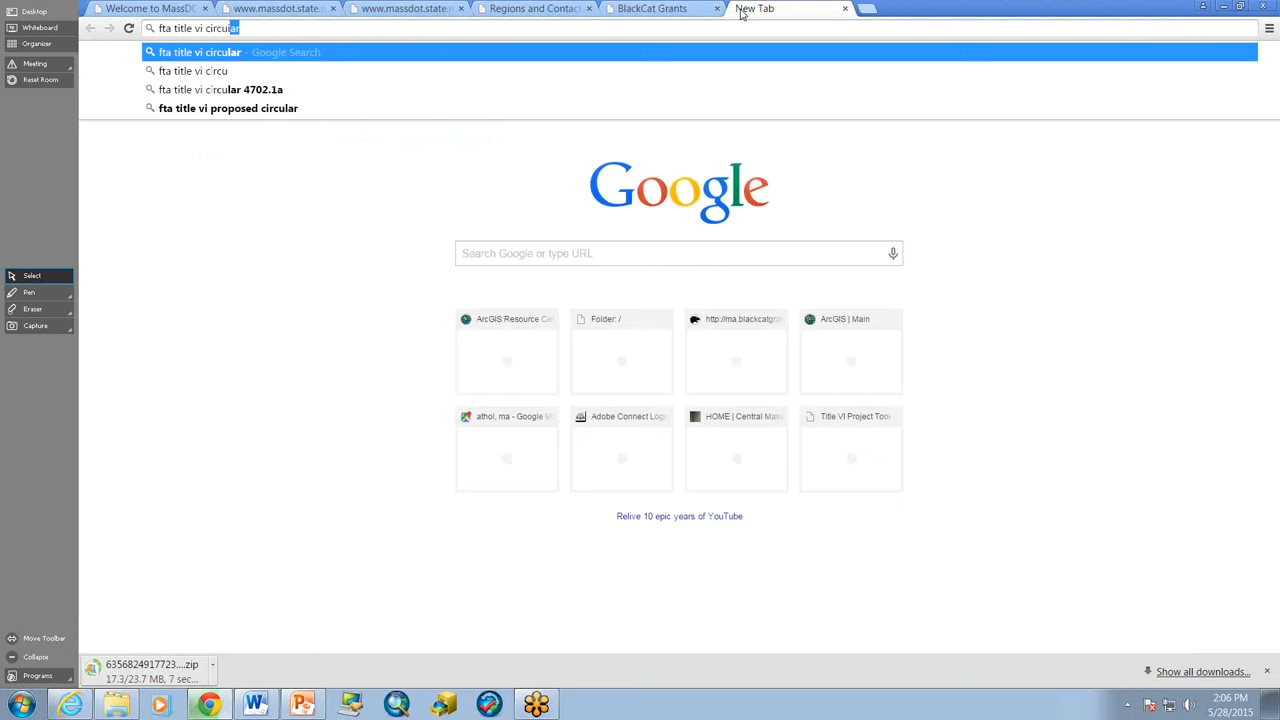 Desktop
Whiteboard
Organizer
Meeting
Reset Room
Select
Pen
Eraser
Capture
Move Toolbar
Collapse
Programs
Welcome to MassDO
www.massdot.state.m
www.massdot.state.m
Regions and Contact
BlackCat Grants
New Tab
fta title vi circular
fta title vi circular - Google Search
fta title vi circu
fta title vi circular 4702.1a
fta title vi proposed circular
Google
Search Google or type URL
ArcGIS Resource Cen
Folder: /
http://ma.blackcatgra
ArcGIS | Main
athol, ma - Google M
Adobe Connect Logi
HOME | Central Mass
Title VI Project Tool
Relive 10 epic years of YouTube
6356824917723....zip
17.3/23.7 MB, 7 sec...
Show all downloads...
2:06 PM
5/28/2015